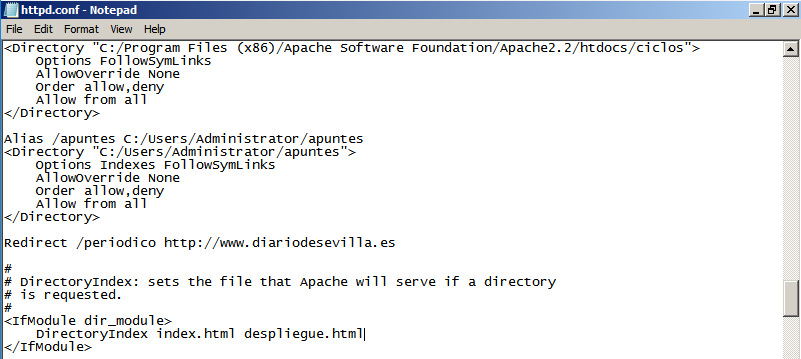 httpd.conf - Notepad
File Edit Format View Help
<Directory "C:/Program Files (x86)/Apache Software Foundation/Apache2.2/htdocs/ciclos">
    Options FollowSymLinks
    AllowOverride None
    Order allow,deny
    Allow from all
</Directory>
Alias /apuntes C:/Users/Administrator/apuntes
<Directory "C:/Users/Administrator/apuntes">
    Options Indexes FollowSymLinks
    AllowOverride None
    Order allow,deny
    Allow from all
</Directory>
Redirect /periodico http://www.diariodesevilla.es
#
# DirectoryIndex: sets the file that Apache will serve if a directory
# is requested.
#
<IfModule dir_module>
    DirectoryIndex index.html despliegue.html
</IfModule>